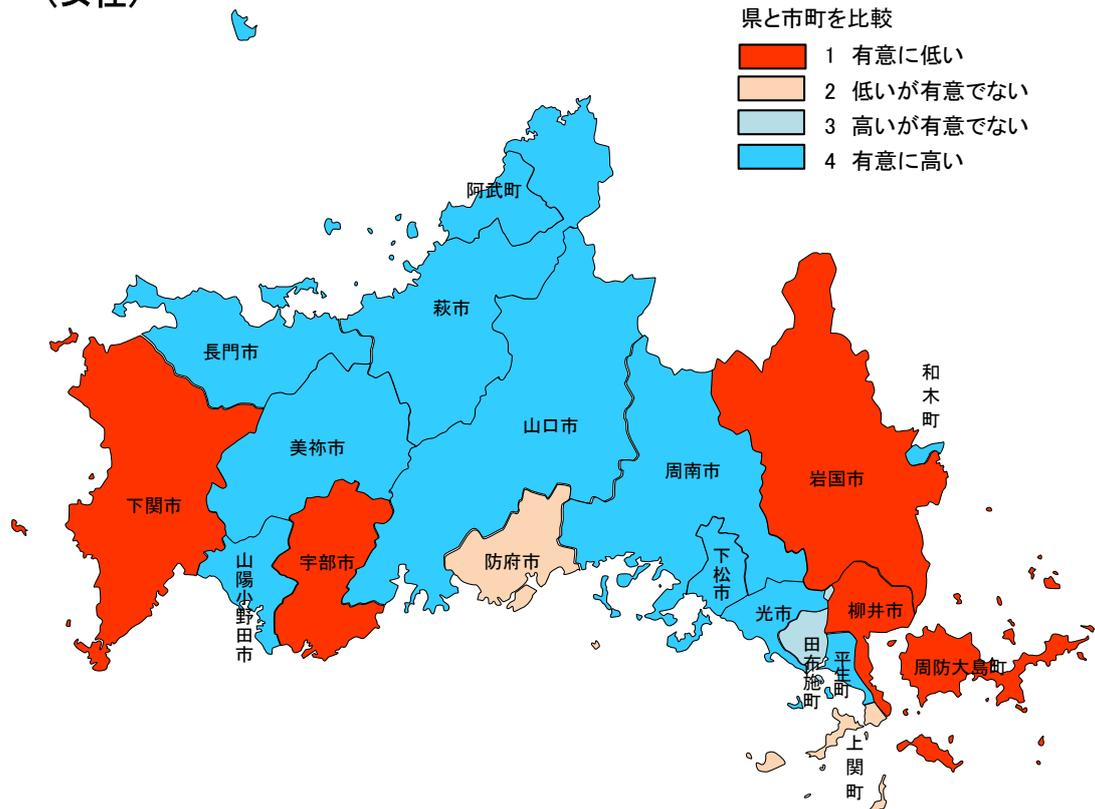 (女性)
県と市町を比較
1 有意に低い
2 低いが有意でない
3 高いが有意でない
4 有意に高い
阿武町
萩市
長門市
和木町
山口市
美祢市
周南市
岩国市
下関市
山陽小野田市
宇部市
防府市
下松市
光市
柳井市
田布施町
平生町
周防大島町
上関町